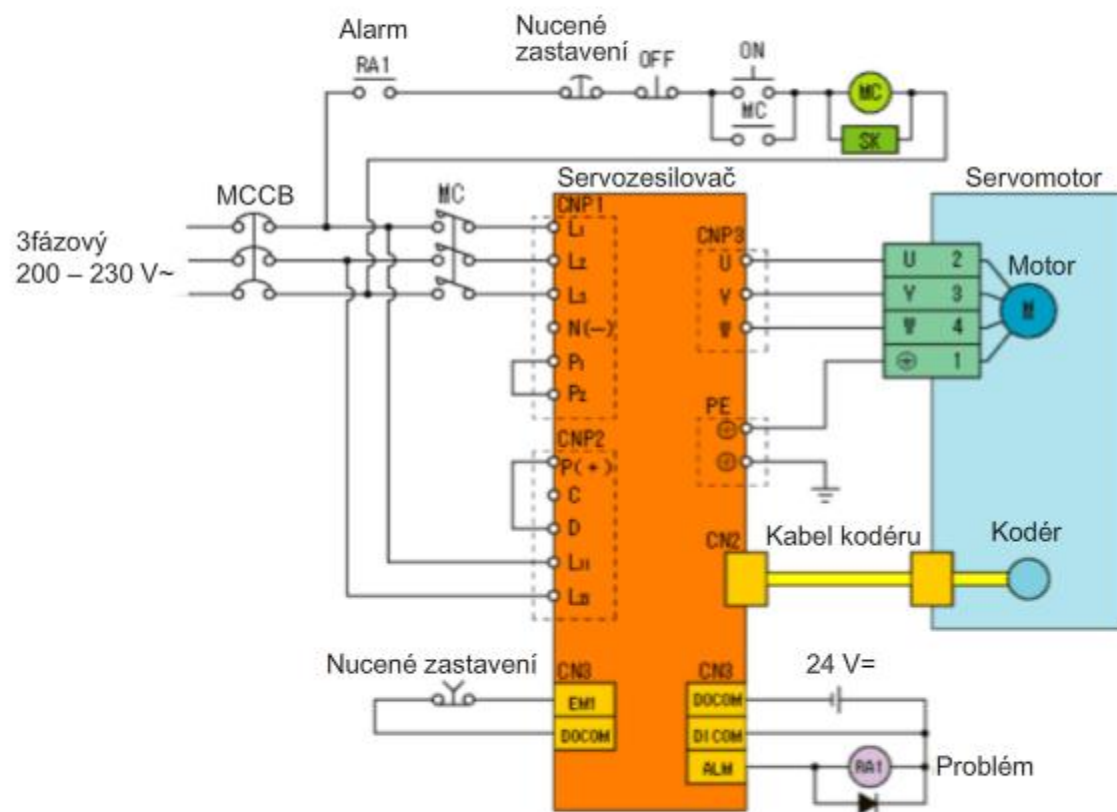 Alarm
RA1
Nucené
zastavení
OFF
ON
MC
MC
SK
MCCB
MC
3fázový
200 – 230 V~
Servozesilovač
CNP1
L1
L2
L3
N(−)
P1
P2
CNP2
P(+)
C
D
L11
L21
CNP3
U
V
W
PE
CN2
Servomotor
U 2
V 3
W 4
1
Motor
M
Kabel kodéru
Kodér
Nucené zastavení
CN3
EM1
DOCOM
CN3
DOCOM
DICOM
ALM
24 V=
RA1
Problém